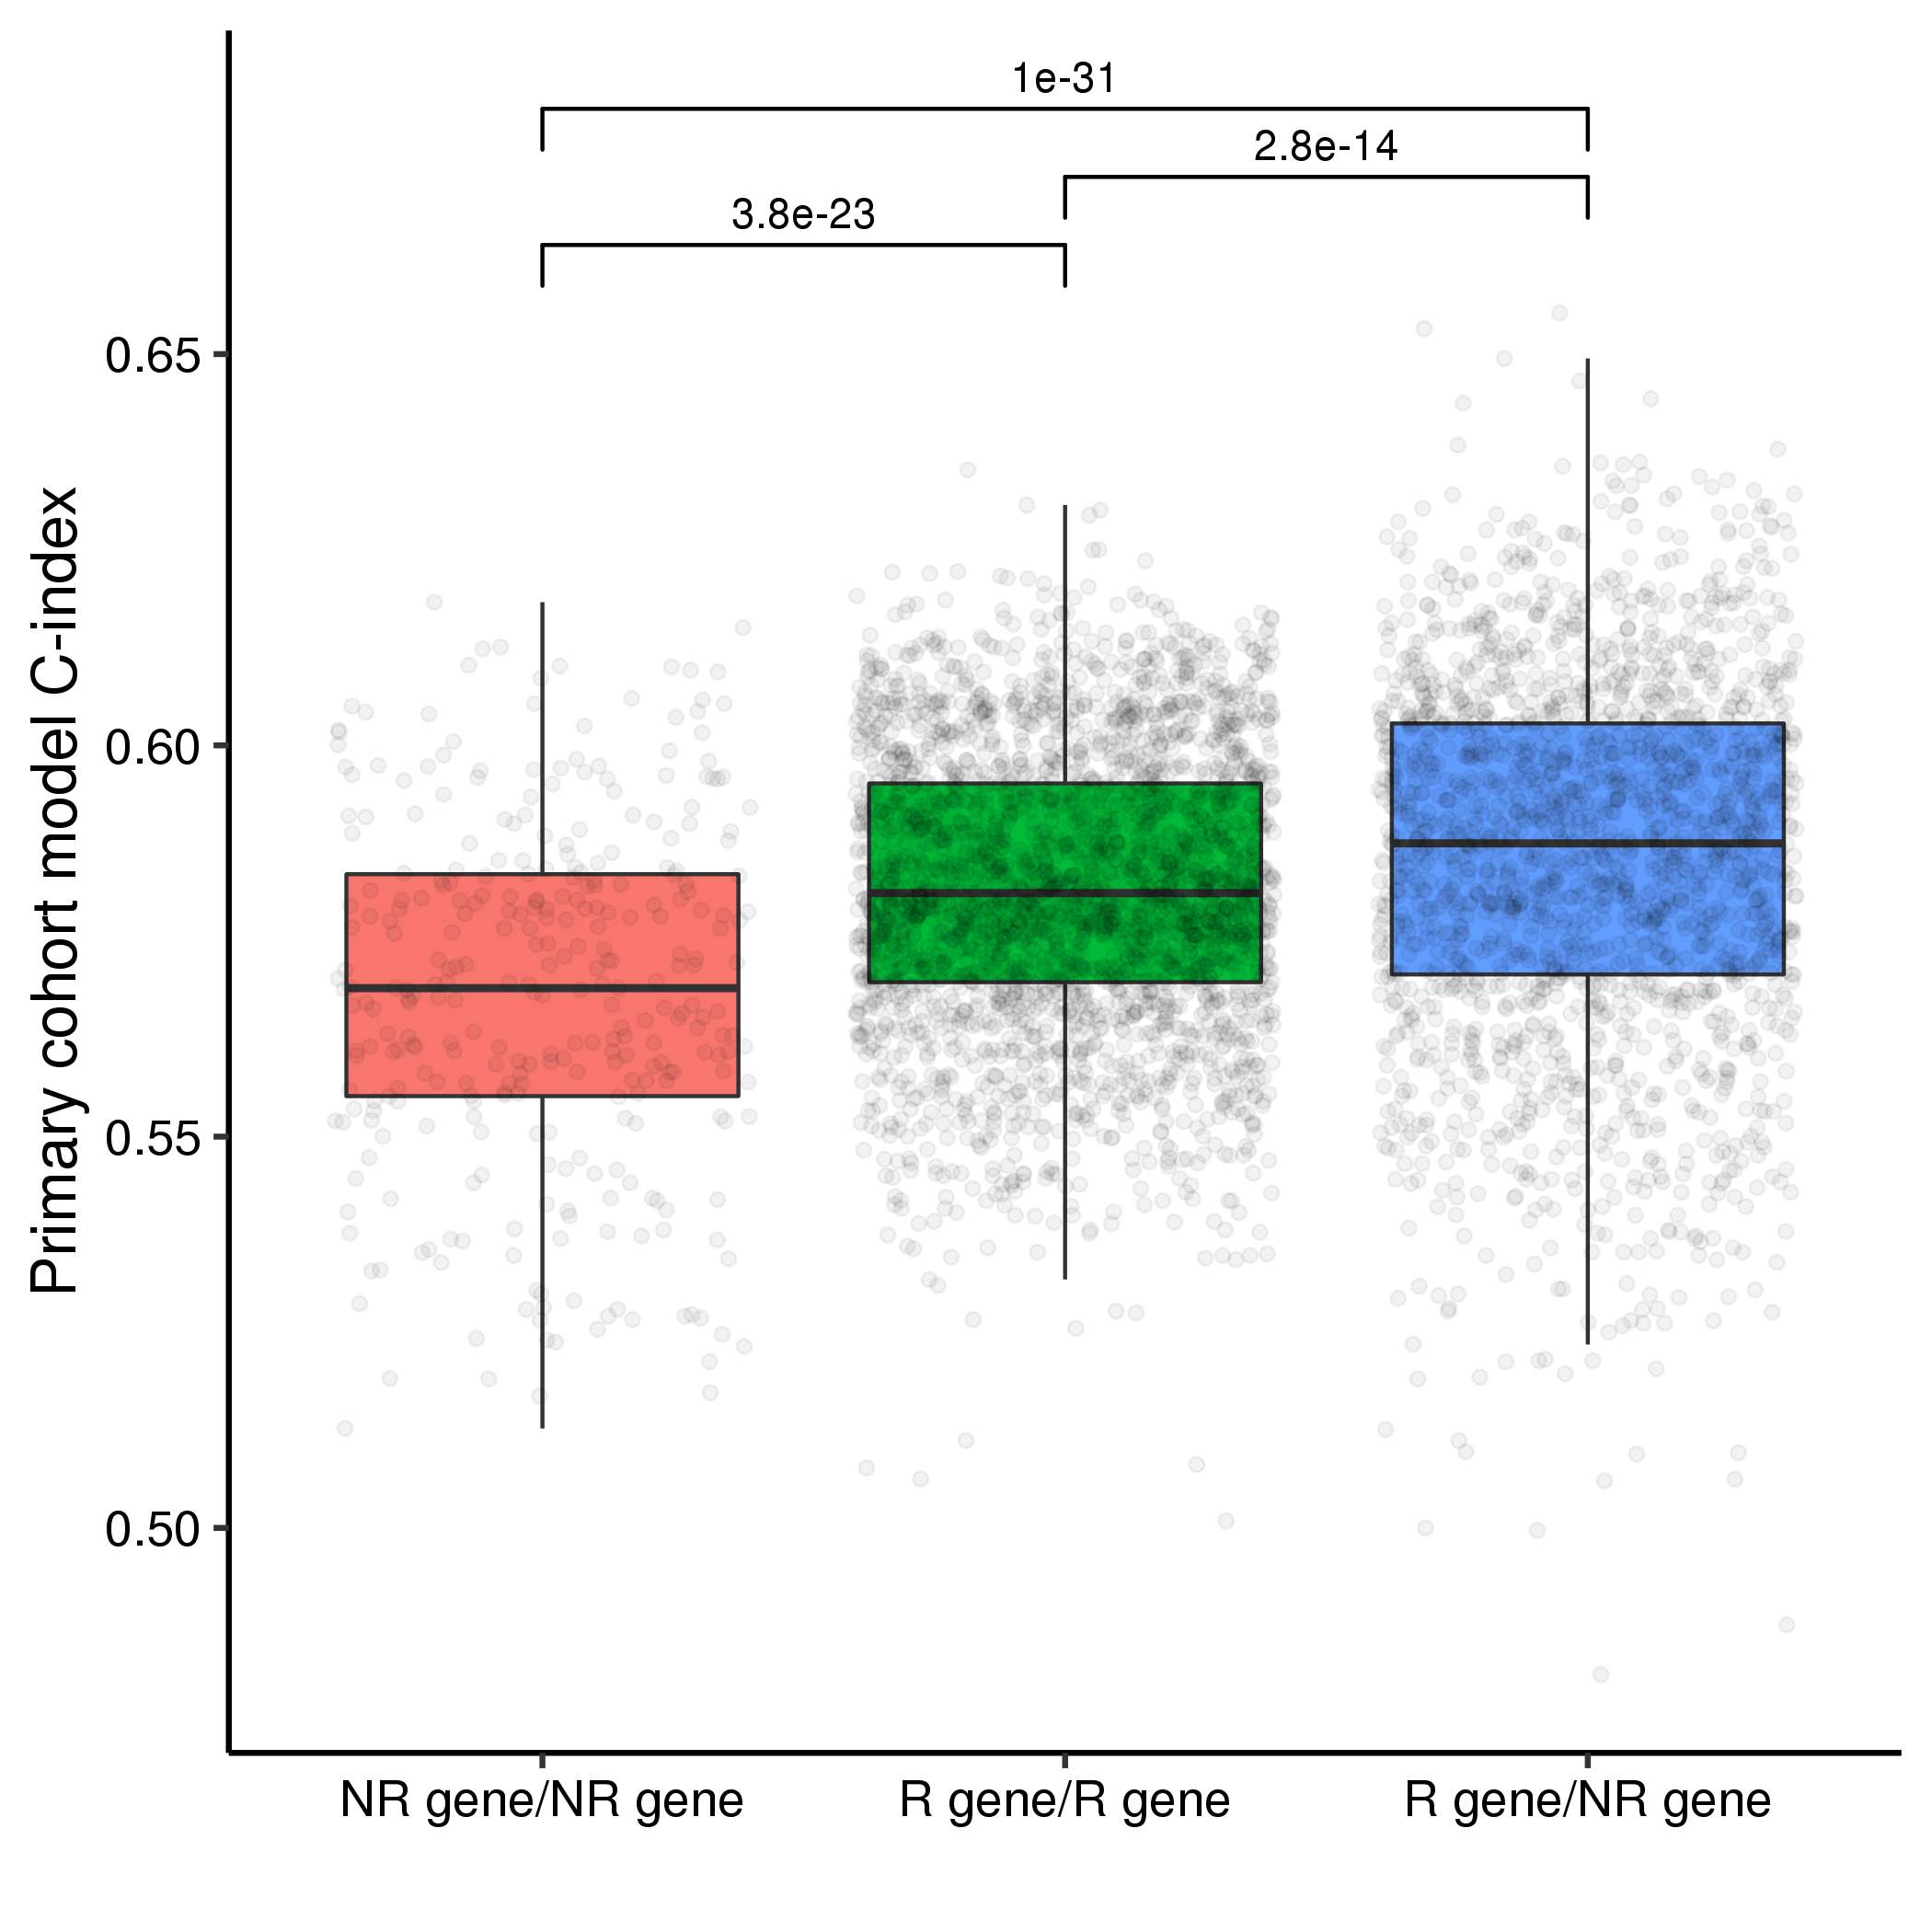 1e-31
2.8e-14
3.8e-23
Primary cohort model C-index
0.65
0.60
0.55
0.50
NR gene/NR gene
R gene/R gene
R gene/NR gene